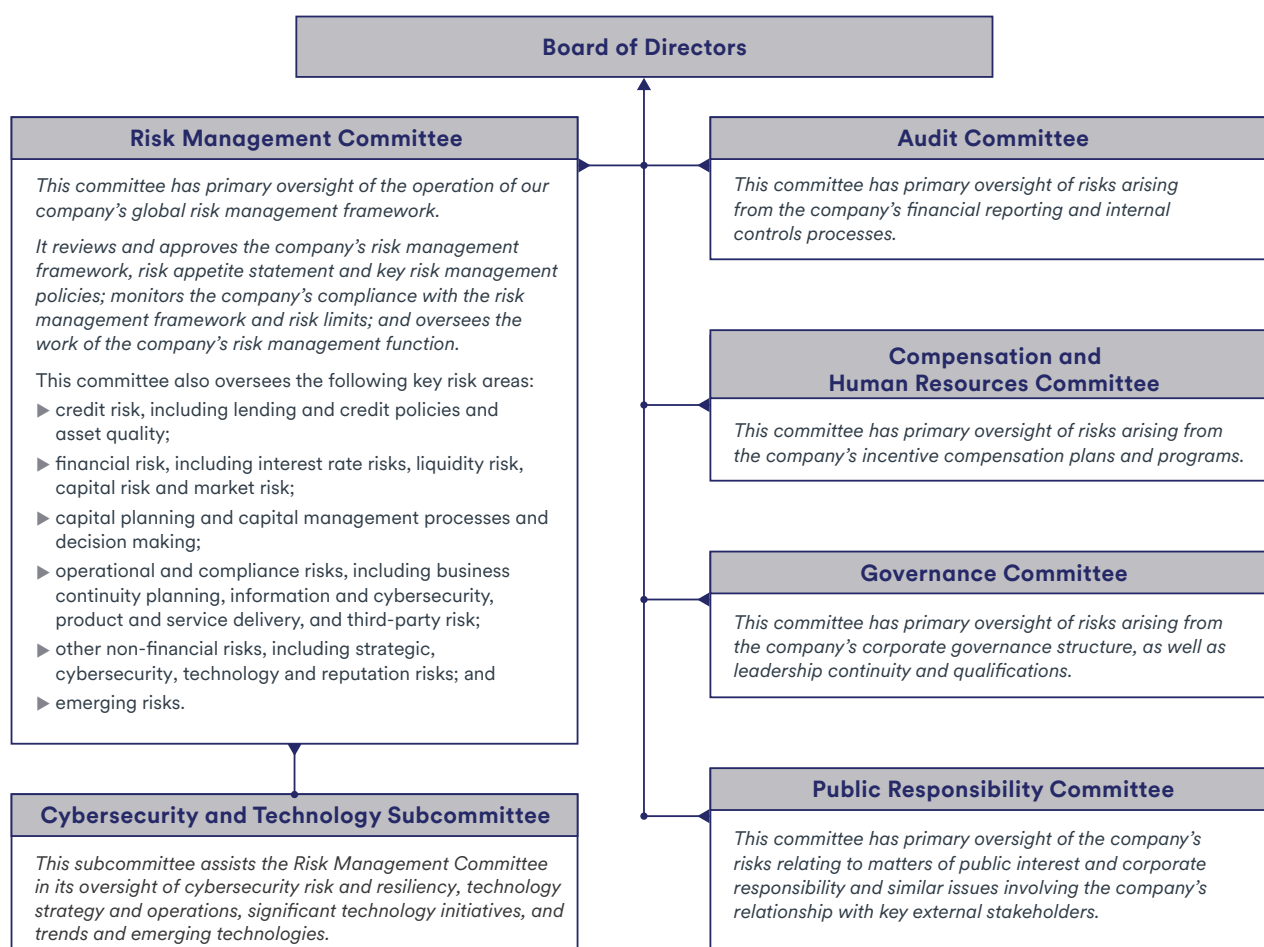 Board of Directors
Risk Management Committee
This committee has primary oversight of the operation of our
company's global risk management framework.
It reviews and approves the company's risk management
framework, risk appetite statement and key risk management
policies; monitors the company's compliance with the risk
management framework and risk limits; and oversees the
work of the company's risk management function.
This committee also oversees the following key risk areas:
▶ credit risk, including lending and credit policies and
asset quality;
▶ financial risk, including interest rate risks, liquidity risk,
capital risk and market risk;
▶ capital planning and capital management processes and
decision making;
▶ operational and compliance risks, including business
continuity planning, information and cybersecurity,
product and service delivery, and third-party risk;
▶ other non-financial risks, including strategic,
cybersecurity, technology and reputation risks; and
▶ emerging risks.
Cybersecurity and Technology Subcommittee
This subcommittee assists the Risk Management Committee
in its oversight of cybersecurity risk and resiliency, technology
strategy and operations, significant technology initiatives, and
trends and emerging technologies.
Audit Committee
This committee has primary oversight of risks arising
from the company's financial reporting and internal
controls processes.
Compensation and
Human Resources Committee
This committee has primary oversight of risks arising from
the company's incentive compensation plans and programs.
Governance Committee
This committee has primary oversight of risks arising from
the company's corporate governance structure, as well as
leadership continuity and qualifications.
Public Responsibility Committee
This committee has primary oversight of the company's
risks relating to matters of public interest and corporate
responsibility and similar issues involving the company's
relationship with key external stakeholders.